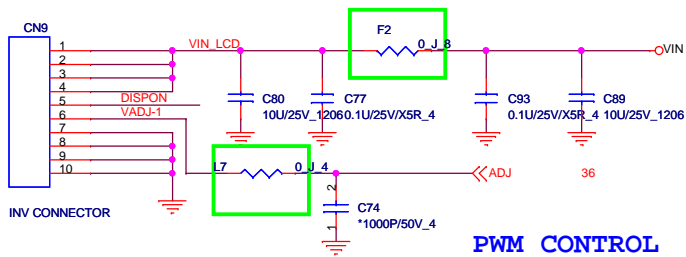 CN9
F2
1
VIN_LCD
0_J_8
VIN
2
3
4
5
DISPON
C80
C77
C93
C89
10U/25V_1206
0.1U/25V/X5R_4
0.1U/25V/X5R_4
10U/25V_1206
6
VADJ-1
7
8
9
10
L7
0_J_4
ADJ
36
INV CONNECTOR
2
C74
*1000P/50V_4
1
PWM CONTROL